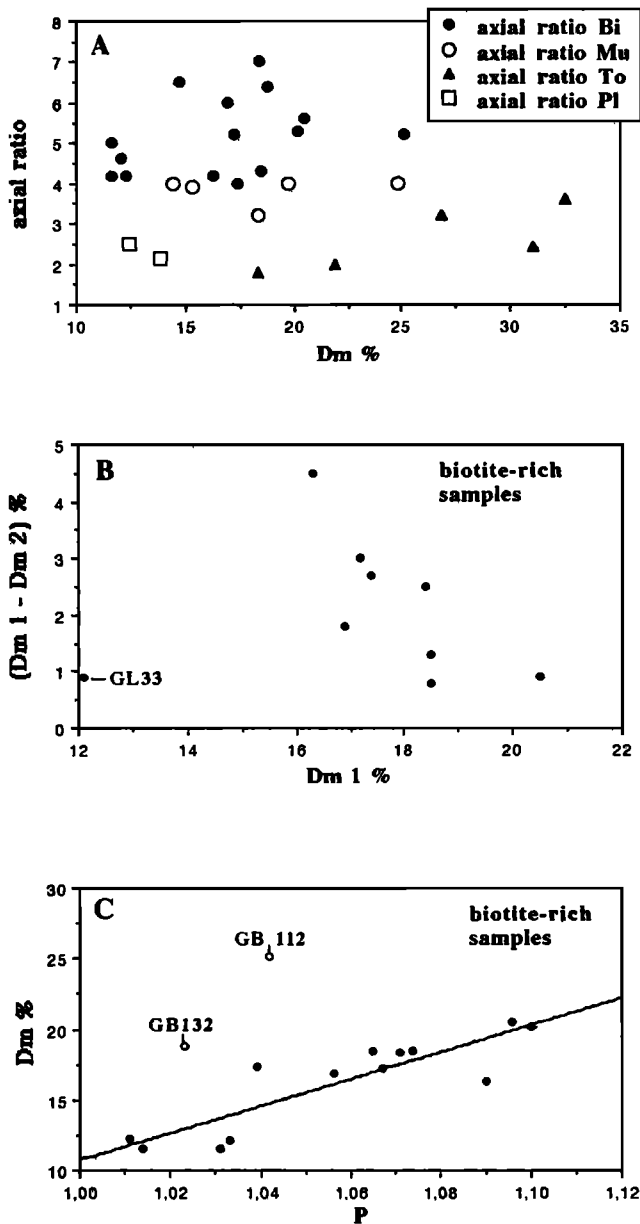 A
axial ratio Bi
axial ratio Mu
axial ratio To
axial ratio Pl
8
7
6
5
4
3
2
1
axial ratio
10 15 20 25 30 35
Dm %
B
biotite-rich
samples
5
4
3
2
1
0
(Dm 1 - Dm 2) %
GL33
12 14 16 18 20 22
Dm 1 %
C
biotite-rich
samples
GB 112
GB132
30
25
20
15
10
Dm %
1,00 1,02 1,04 1,06 1,08 1,10 1,12
P